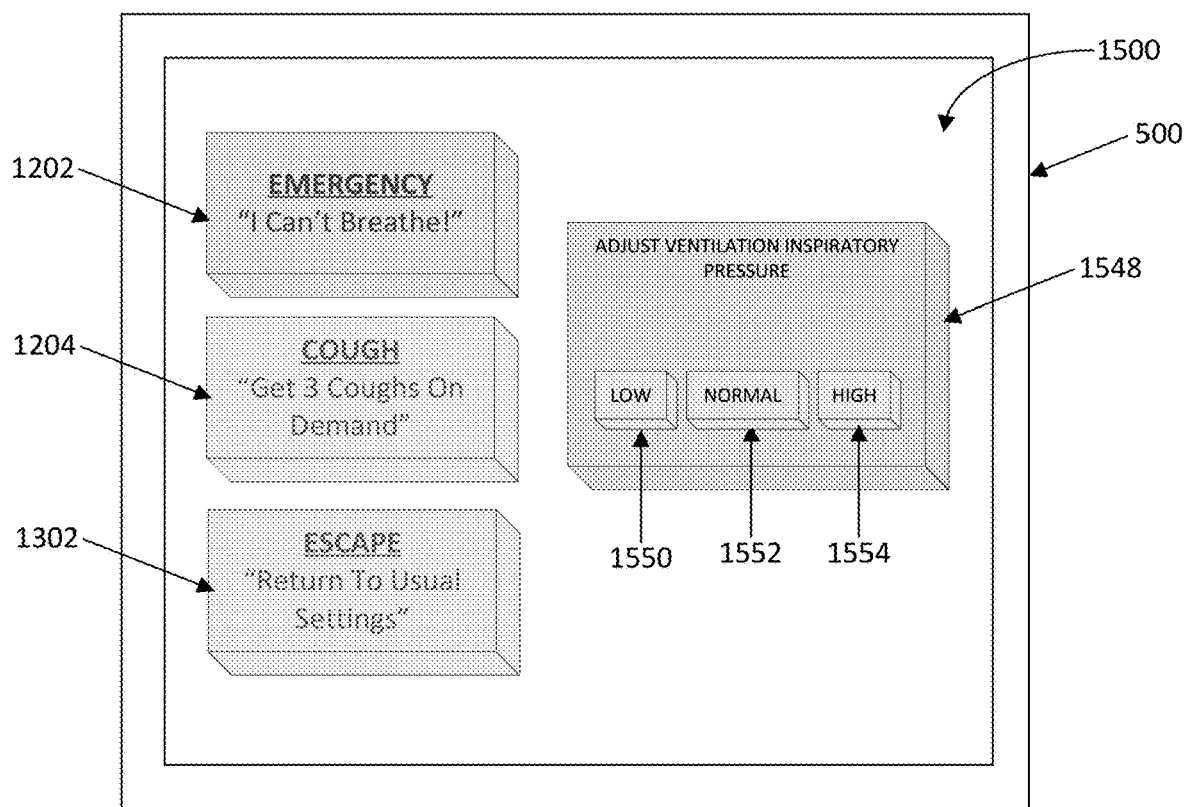 1500
500
1202
EMERGENCY
“I Can’t Breathe!”
ADJUST VENTILATION INSPIRATORY
PRESSURE
1548
1204
COUGH
“Get 3 Coughs On
Demand”
LOW
NORMAL
HIGH
1302
ESCAPE
“Return To Usual
Settings”
1550
1552
1554